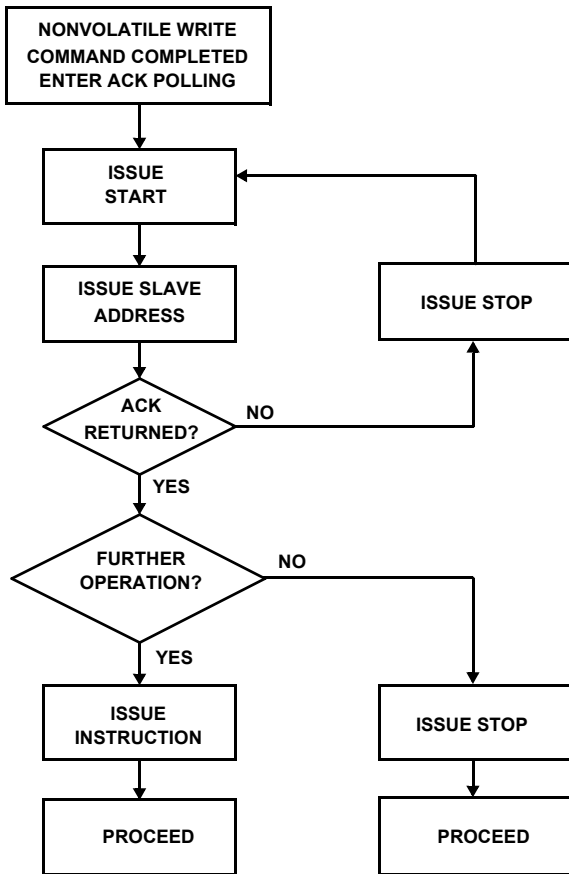 NONVOLATILE WRITE
COMMAND COMPLETED
ENTER ACK POLLING
ISSUE
START
ISSUE SLAVE
ADDRESS
ISSUE STOP
ACK
RETURNED?
NO
YES
FURTHER
OPERATION?
NO
YES
ISSUE
INSTRUCTION
ISSUE STOP
PROCEED
PROCEED